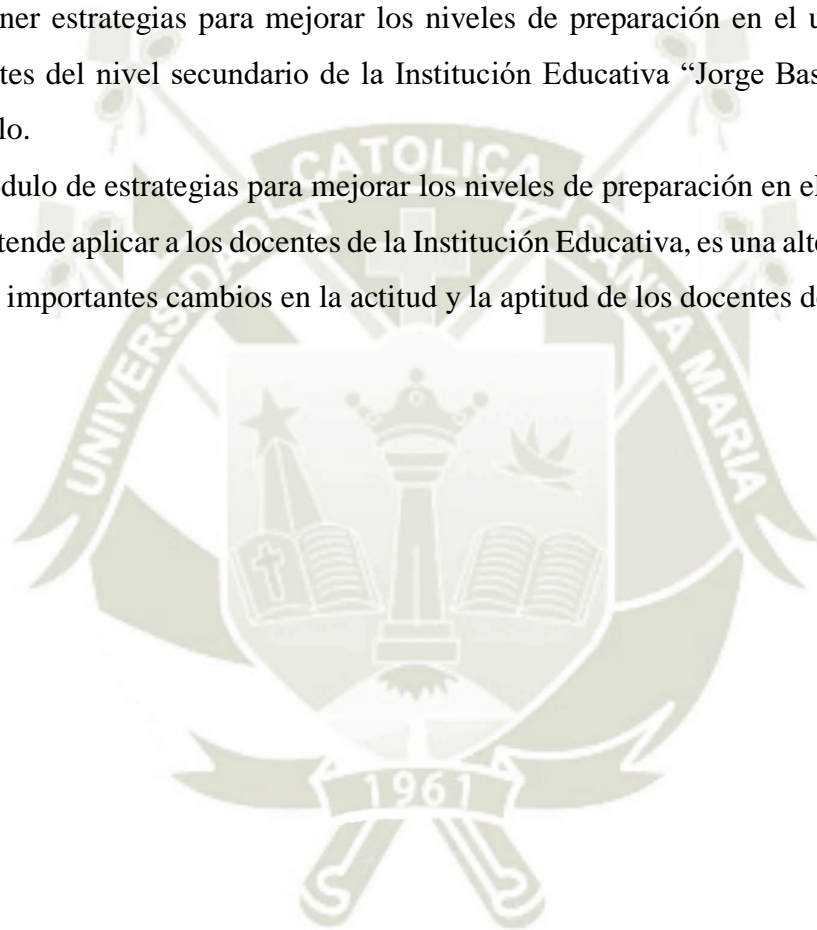 ner estrategias para mejorar los niveles de preparación en el u
tes del nivel secundario de la Institución Educativa “Jorge Bas
lo.
dulo de estrategias para mejorar los niveles de preparación en el
tende aplicar a los docentes de la Institución Educativa, es una alte
importantes cambios en la actitud y la aptitud de los docentes de
UNIVERSIDAD CATOLICA SANTA MARIA
1961